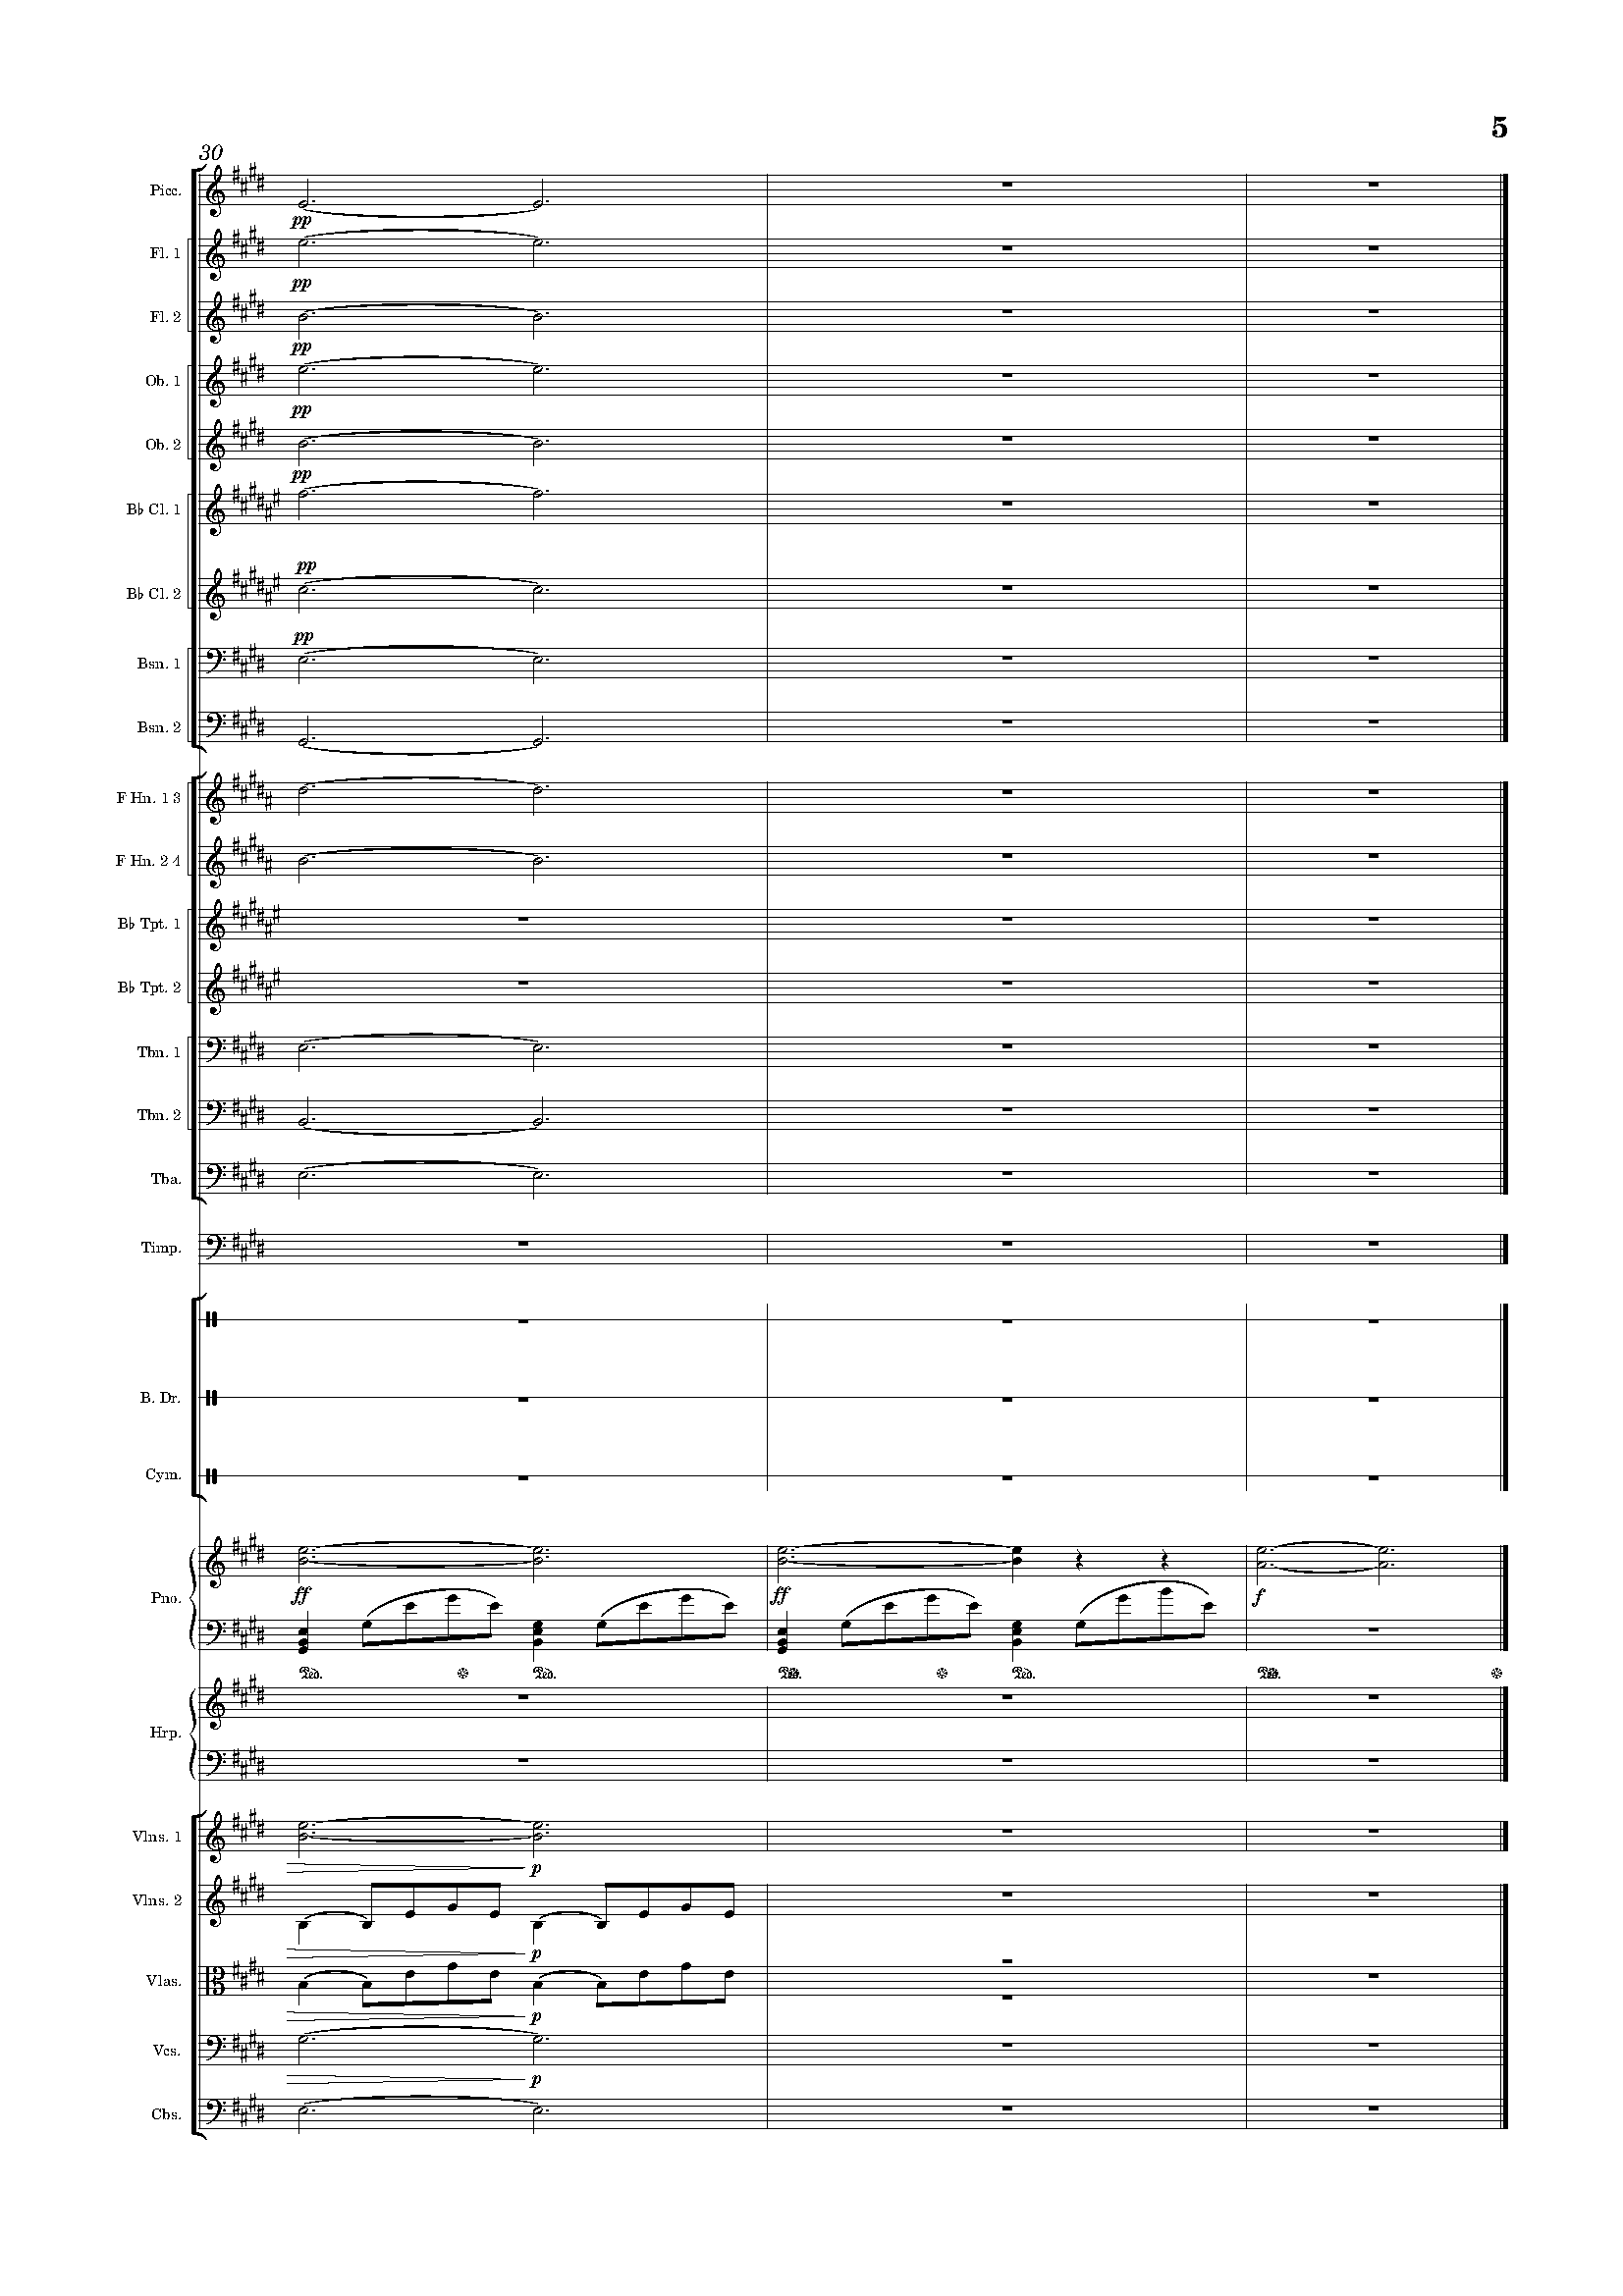 5
30
Picc.
pp
Fl. 1
pp
Fl. 2
pp
Ob. 1
pp
Ob. 2
pp
B♭ Cl. 1
pp
B♭ Cl. 2
pp
Bsn. 1
Bsn. 2
F Hn. 1 3
F Hn. 2 4
B♭ Tpt. 1
B♭ Tpt. 2
Tbn. 1
Tbn. 2
Tba.
Timp.
B. Dr.
Cym.
Pno. ff ff f
Ped. Ped. Ped. Ped. Ped.
Hrp.
Vlns. 1
p
Vlns. 2
p
Vlas.
p
Vcs.
p
Cbs.